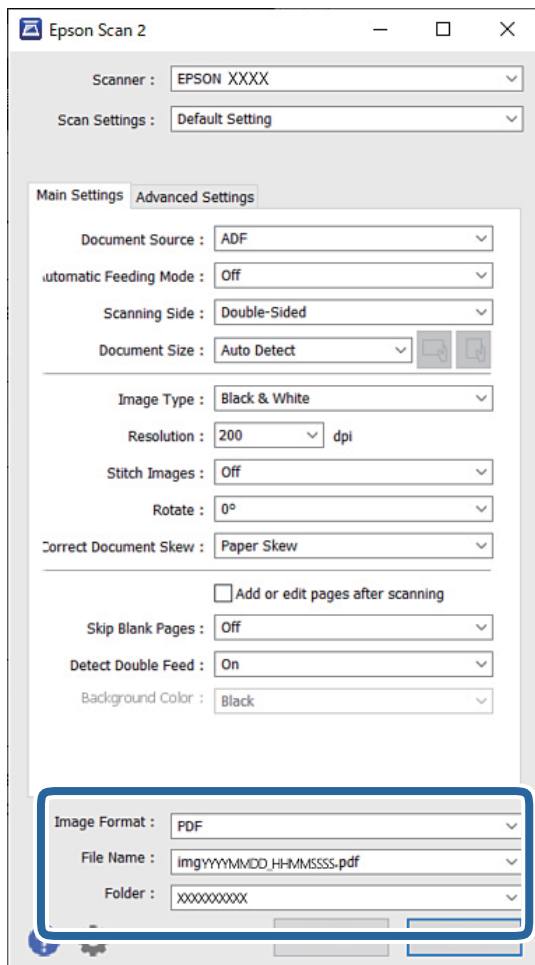 Epson Scan 2
Scanner : EPSON XXXX
Scan Settings : Default Setting
Main Settings Advanced Settings
Document Source : ADF
utomatic Feeding Mode : Off
Scanning Side : Double-Sided
Document Size : Auto Detect
Image Type : Black & White
Resolution : 200 dpi
Stitch Images : Off
Rotate : 0°
Correct Document Skew : Paper Skew
Add or edit pages after scanning
Skip Blank Pages : Off
Detect Double Feed : On
Background Color : Black
Image Format : PDF
File Name : imgYYYYMMDD_HHMMSSSS.pdf
Folder : XXXXXXXXXX